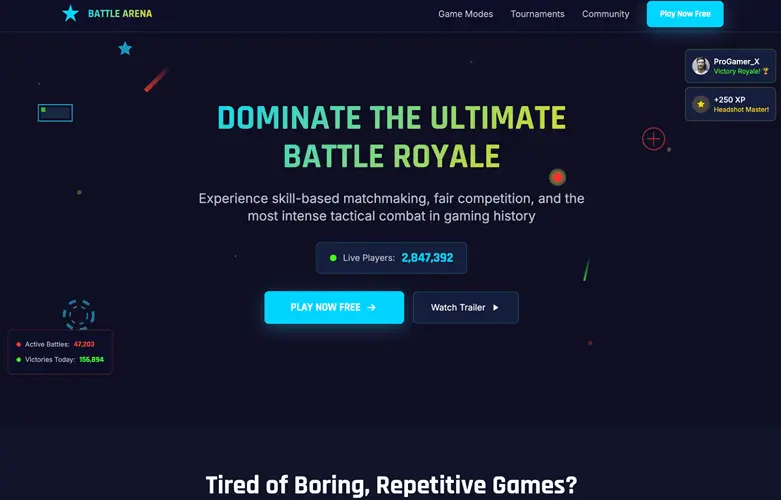 BATTLE ARENA
Game Modes
Tournaments
Community
Play Now Free
ProGamer_X
Victory Royale! 🏆
+250 XP
Headshot Master!
DOMINATE THE ULTIMATE
BATTLE ROYALE
Experience skill-based matchmaking, fair competition, and the
most intense tactical combat in gaming history
Live Players: 2,847,392
PLAY NOW FREE →
Watch Trailer
Active Battles: 47,203
Victories Today: 156,894
Tired of Boring, Repetitive Games?